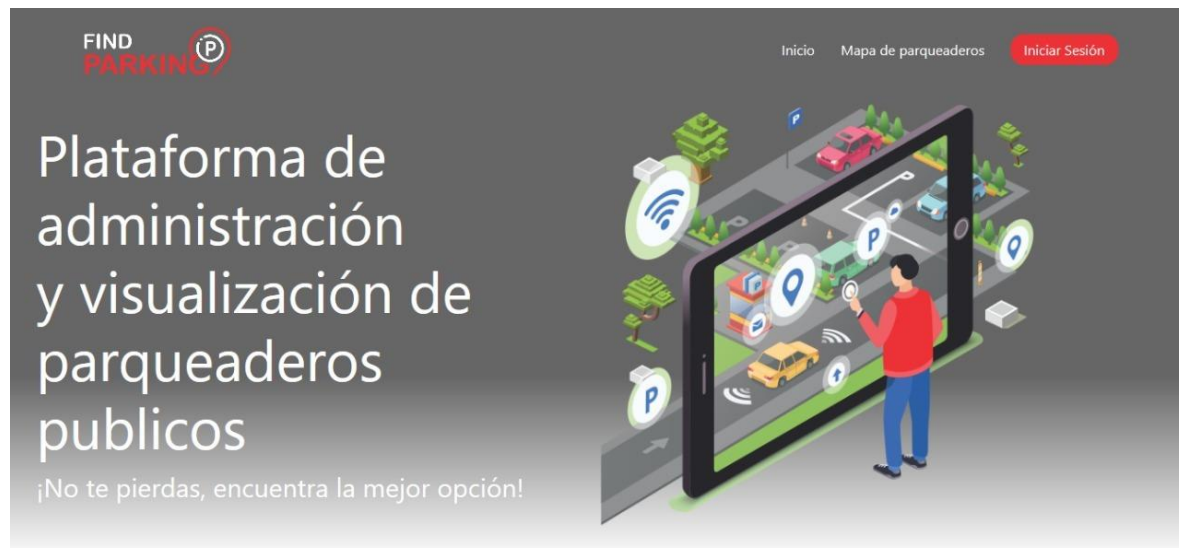 FIND
PARKING
P
Inicio
Mapa de parqueaderos
Iniciar Sesión
Plataforma de
administración
y visualización de
parqueaderos
publicos
¡No te pierdas, encuentra la mejor opción!
P
P
P
P